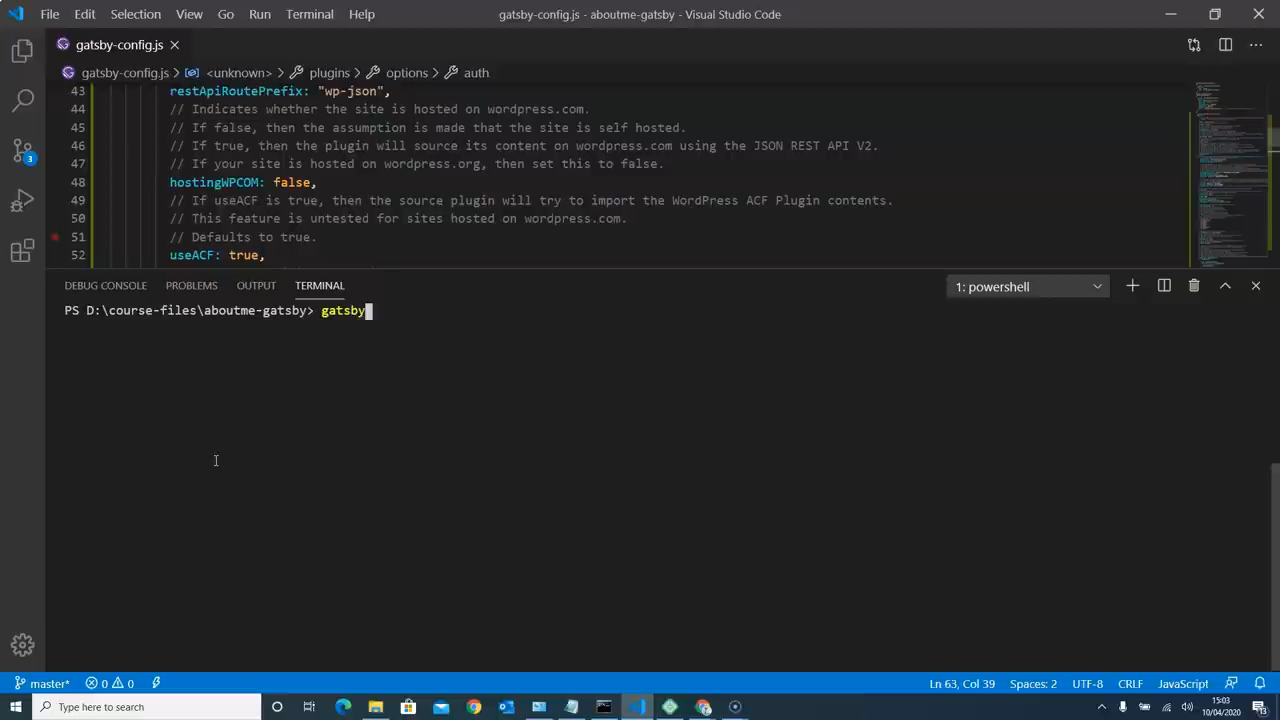 File Edit Selection View Go Run Terminal Help gatsby-config.js - aboutme-gatsby - Visual Studio Code
gatsby-config.js
gatsby-config.js > <unknown> > plugins > options > auth
43 restApiRoutePrefix: "wp-json",
44 // Indicates whether the site is hosted on wordpress.com.
45 // If false, then the assumption is made that the site is self hosted.
46 // If true, then the plugin will source its content on wordpress.com using the JSON REST API V2.
47 // If your site is hosted on wordpress.org, then set this to false.
48 hostingWPCOM: false,
49 // If useACF is true, then the source plugin will try to import the WordPress ACF Plugin contents.
50 // This feature is untested for sites hosted on wordpress.com.
51 // Defaults to true.
52 useACF: true,
DEBUG CONSOLE PROBLEMS OUTPUT TERMINAL 1: powershell
PS D:\course-files\aboutme-gatsby> gatsby
3
master* 0 0 Ln 63, Col 39 Spaces: 2 UTF-8 CRLF JavaScript
Type here to search 15:03
10/04/2020 13